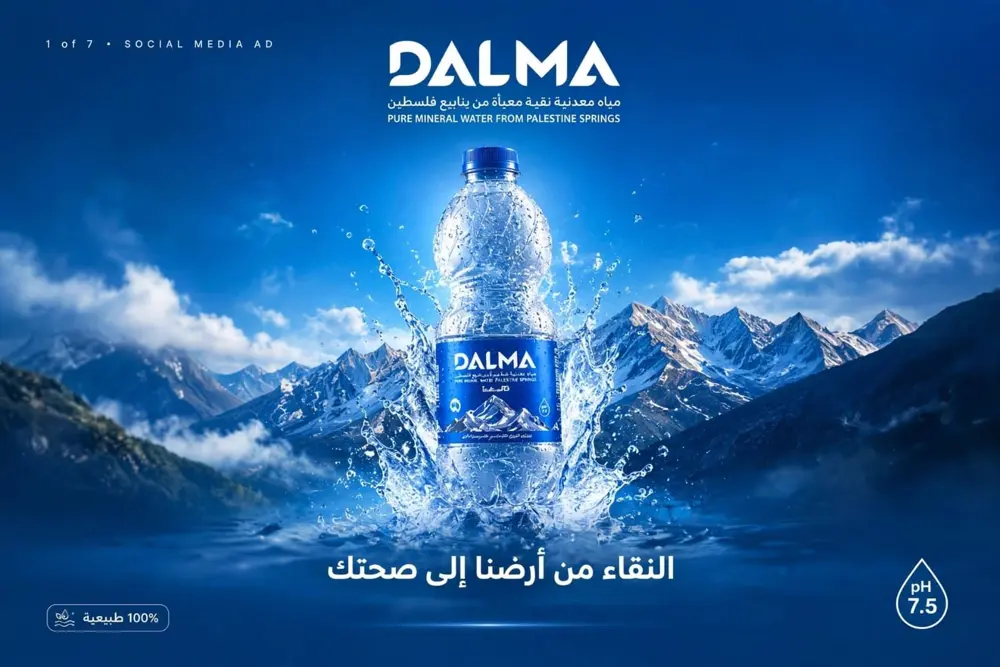 1 of 7 • SOCIAL MEDIA AD
DALMA
مياه معدنية نقية معبأة من ينابيع فلسطين
PURE MINERAL WATER FROM PALESTINE SPRINGS
DALMA
النقاء من أرضنا إلى صحتك
100% طبيعية
pH
7.5